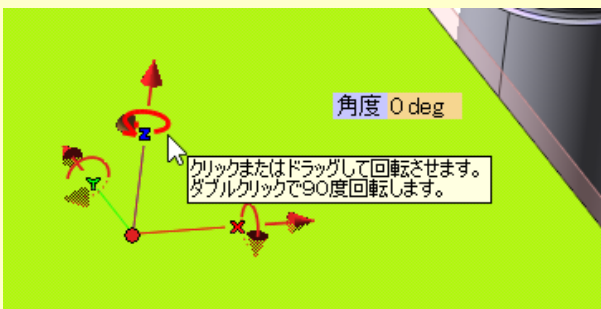 角度 0 deg
Z
クリックまたはドラッグして回転させます。
ダブルクリックで90度回転します。
Y
X